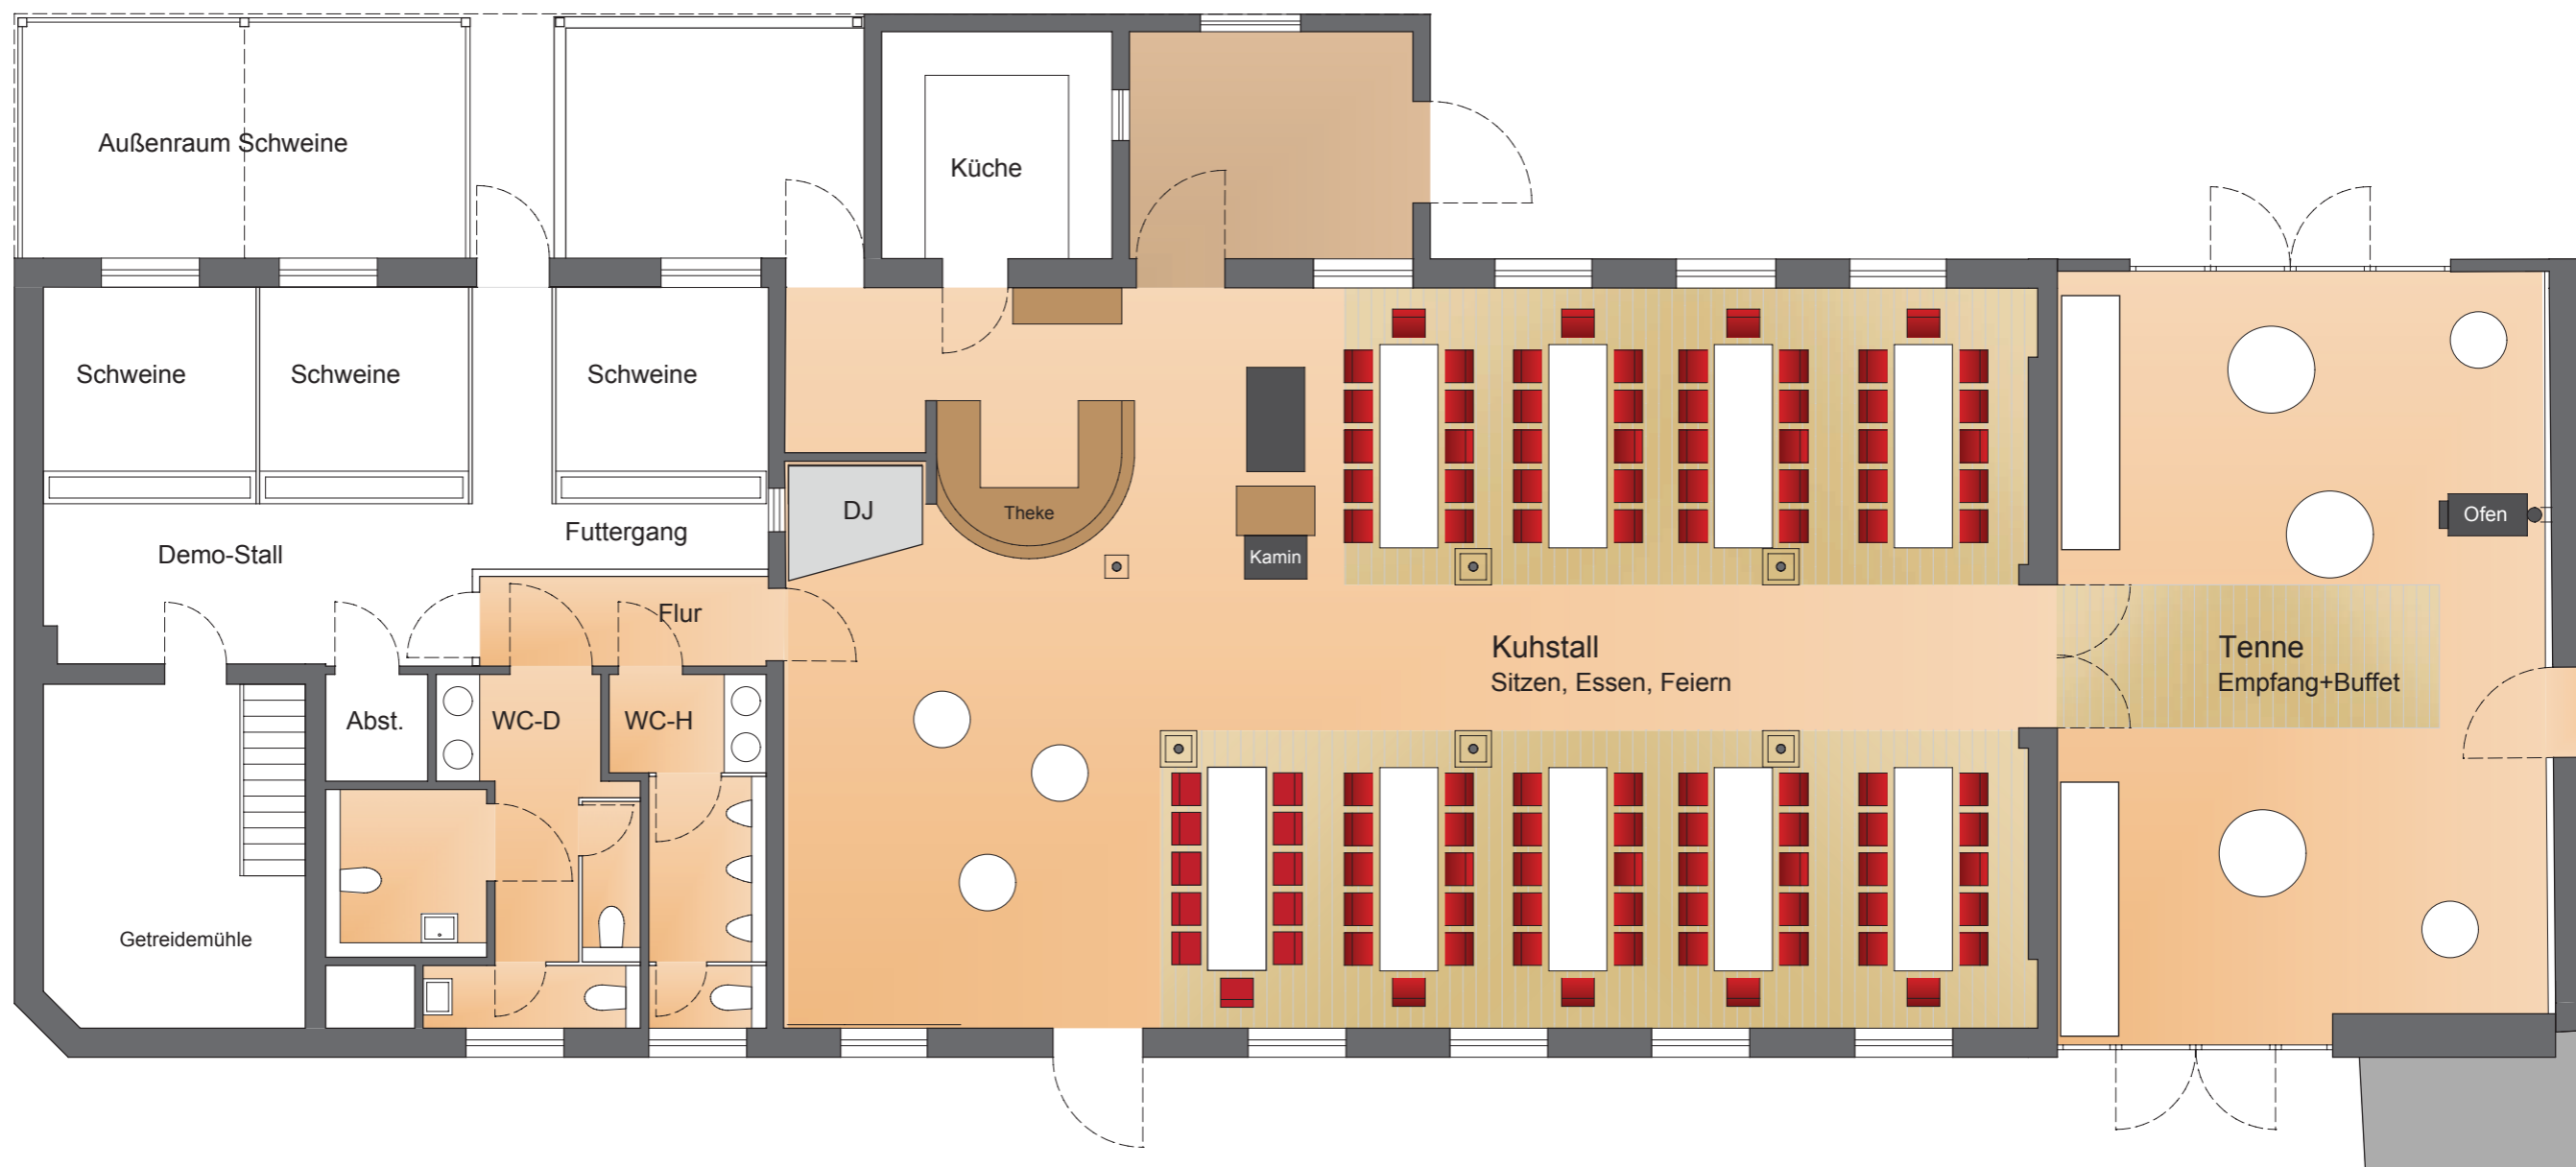 Außenraum Schweine
Küche
Schweine
Schweine
Schweine
DJ
Theke
Ofen
Futtergang
Demo-Stall
Kamin
Flur
Kuhstall
Sitzen, Essen, Feiern
Tenne
Empfang+Buffet
Abst.
WC-D
WC-H
Getreidemühle